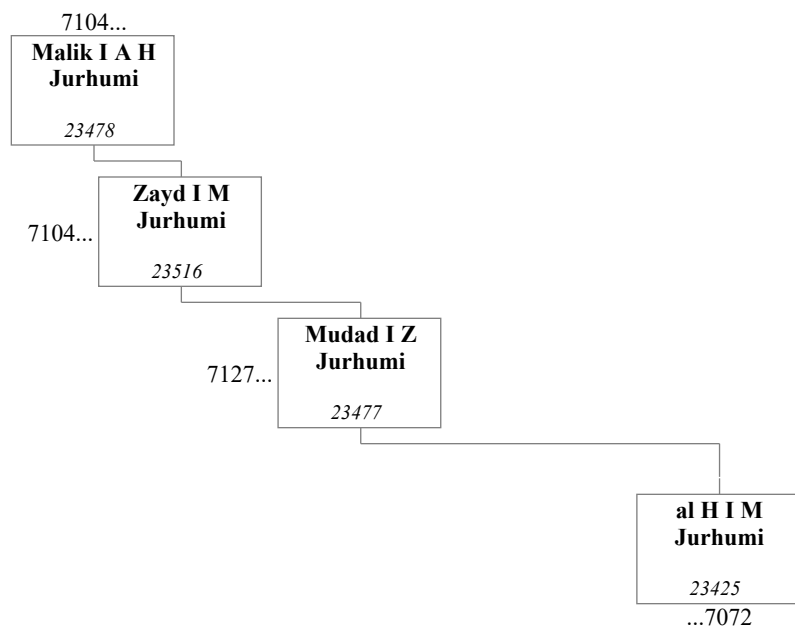 7104...
Malik I A H
Jurhumi
23478
Zayd I M
Jurhumi
7104...
23516
Mudad I Z
Jurhumi
7127...
23477
al H I M
Jurhumi
23425
...7072